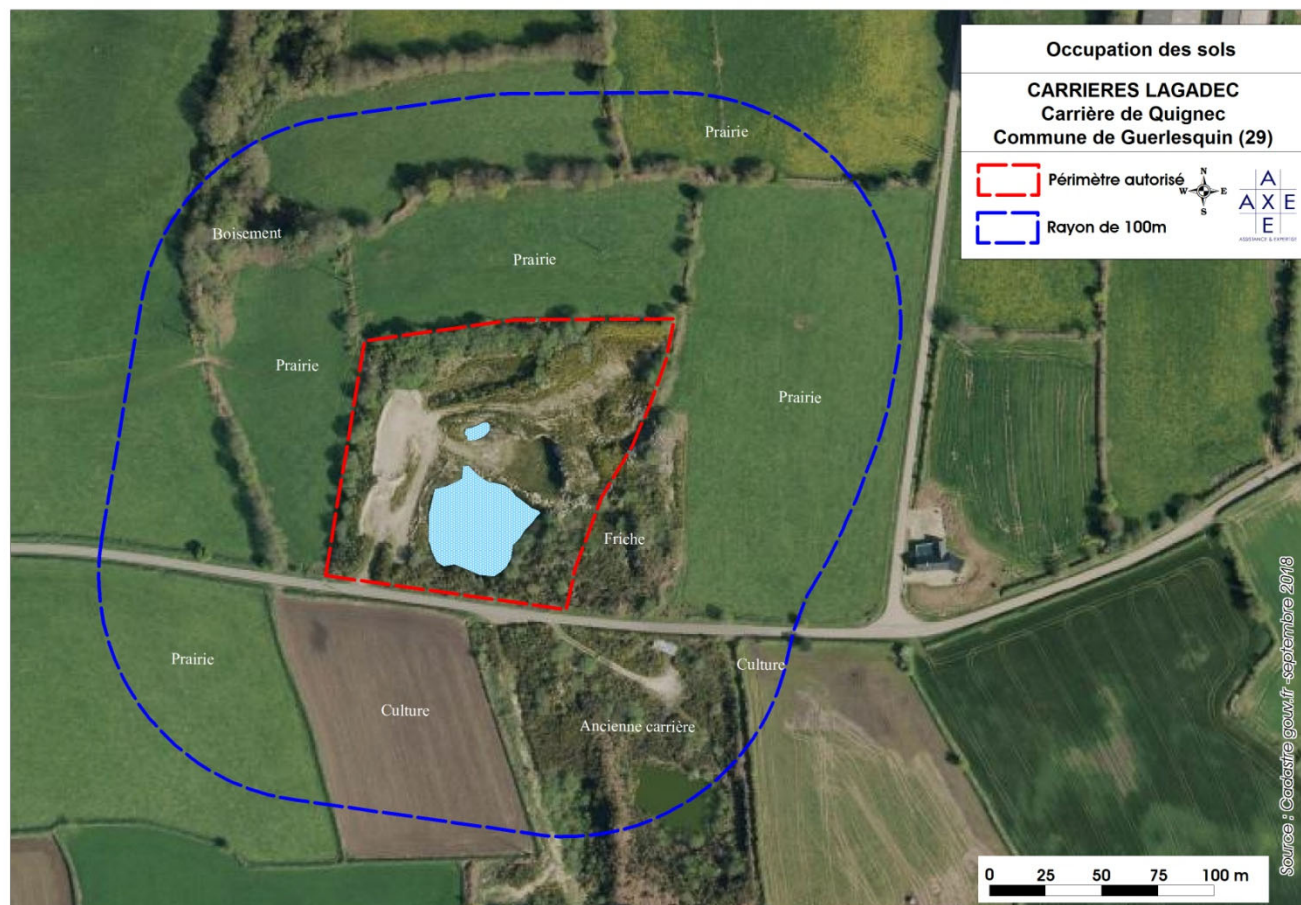 Occupation des sols
CARRIERES LAGADEC
Carrière de Quignec
Commune de Guerlesquin (29)
Périmètre autorisé
N
W E
S
Rayon de 100m
A
A X E
E
ASSISTANCE & EXPERTISE
Prairie
Boisement
Prairie
Prairie
Prairie
Friche
Prairie
Culture
Culture
Ancienne carrière
Source : Cadastre gouv.fr -septembre 2018
0 25 50 75 100 m